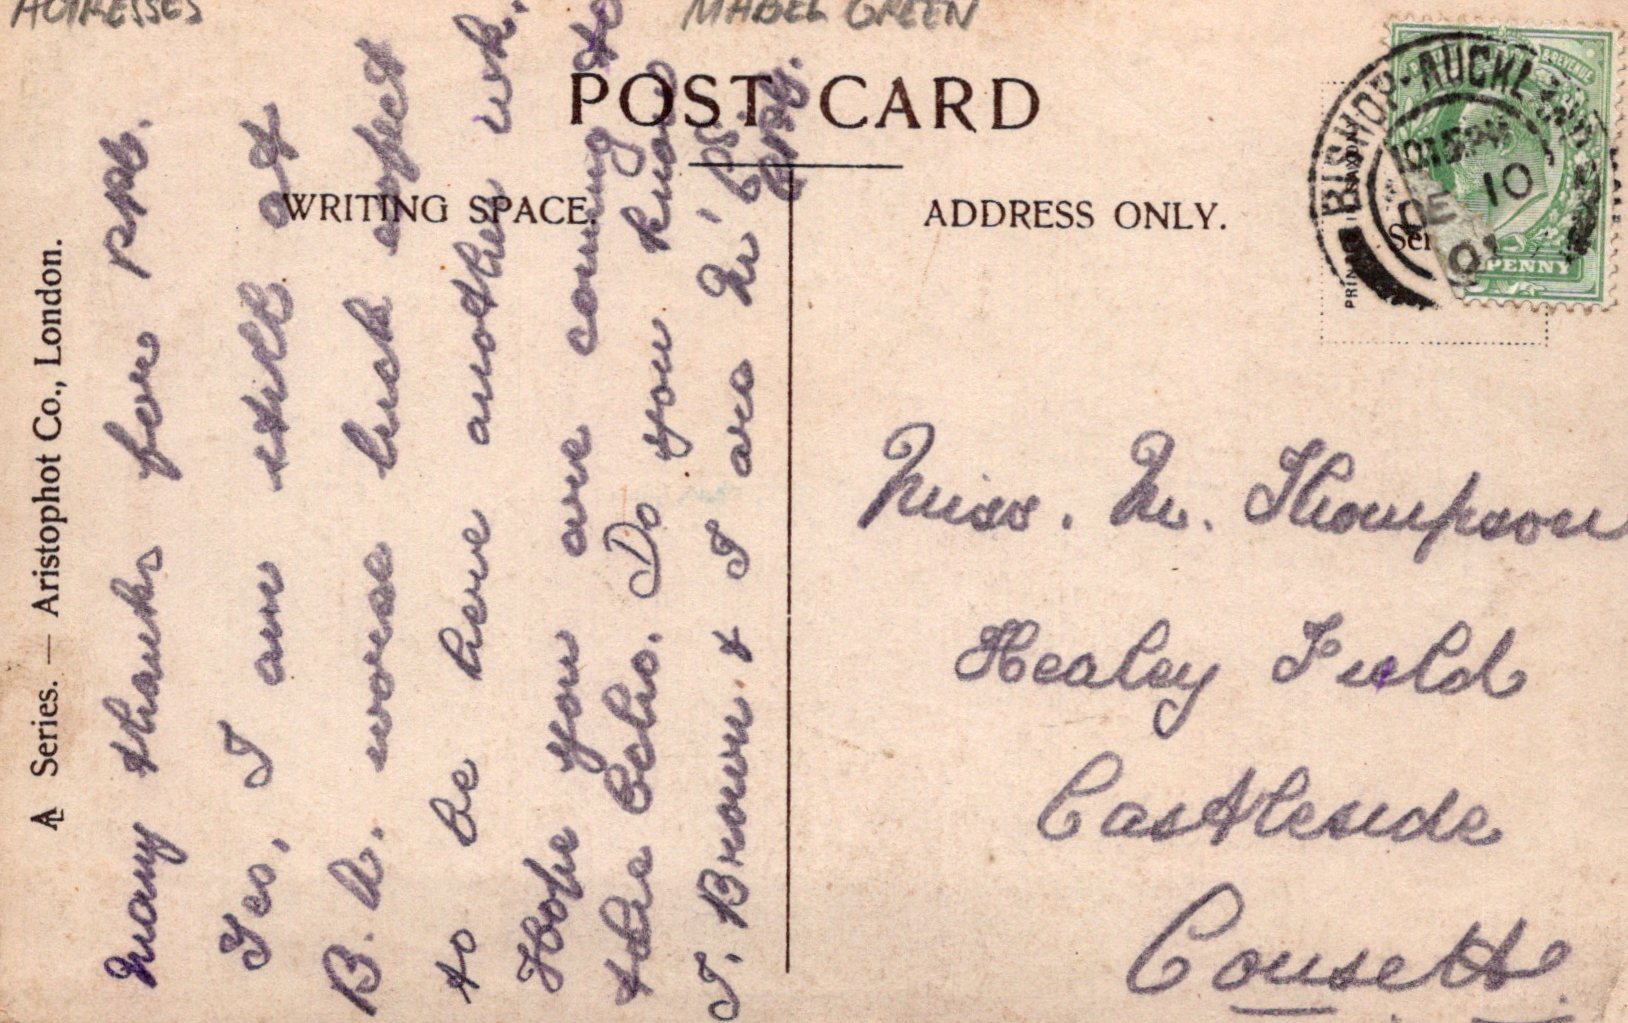 ACTRESSES
MABEL GREEN
POST CARD
WRITING SPACE.
ADDRESS ONLY.
A Series. — Aristophot Co., London.
BISHOP-AUCKLAND
DE 10
PENNY
Many thanks for p.p.c.
Yes, I am still at
B. A. worse luck expect
to be here another wk.
Hope you are coming to
the Echo. Do you know
J. Brown & I are M
Miss. M. Thompson
Healey Field
Castleside
Consett.